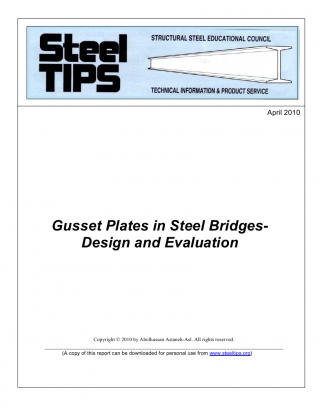 Steel
TIPS
STRUCTURAL STEEL EDUCATIONAL COUNCIL
TECHNICAL INFORMATION & PRODUCT SERVICE
April 2010
Gusset Plates in Steel Bridges-
Design and Evaluation
Copyright © 2010 by Abolhassan Astaneh-Asl. All rights reserved.
(A copy of this report can be downloaded for personal use from www.steeltips.org)